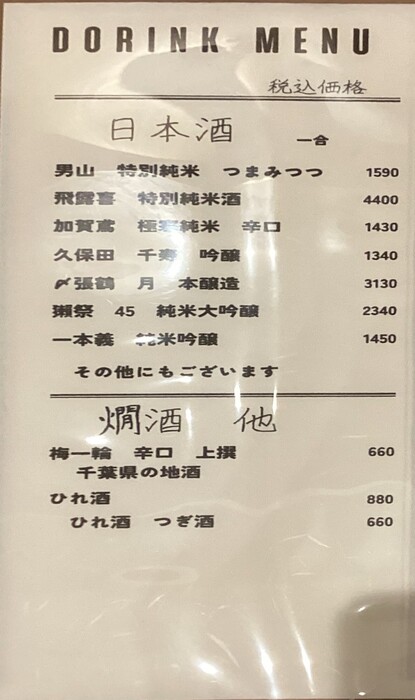 DORINK MENU
税込価格
日本酒 一合
男山 特別純米 つまみつつ 1590
飛露喜 特別純米酒 4400
加賀鳶 極寒純米 辛口 1430
久保田 千寿 吟醸 1340
〆張鶴 月 本醸造 3130
獺祭 45 純米大吟醸 2340
一本義 純米吟醸 1450
その他にもございます
燗酒 他
梅一輪 辛口 上撰 660
千葉県の地酒
ひれ酒 880
ひれ酒 つぎ酒 660